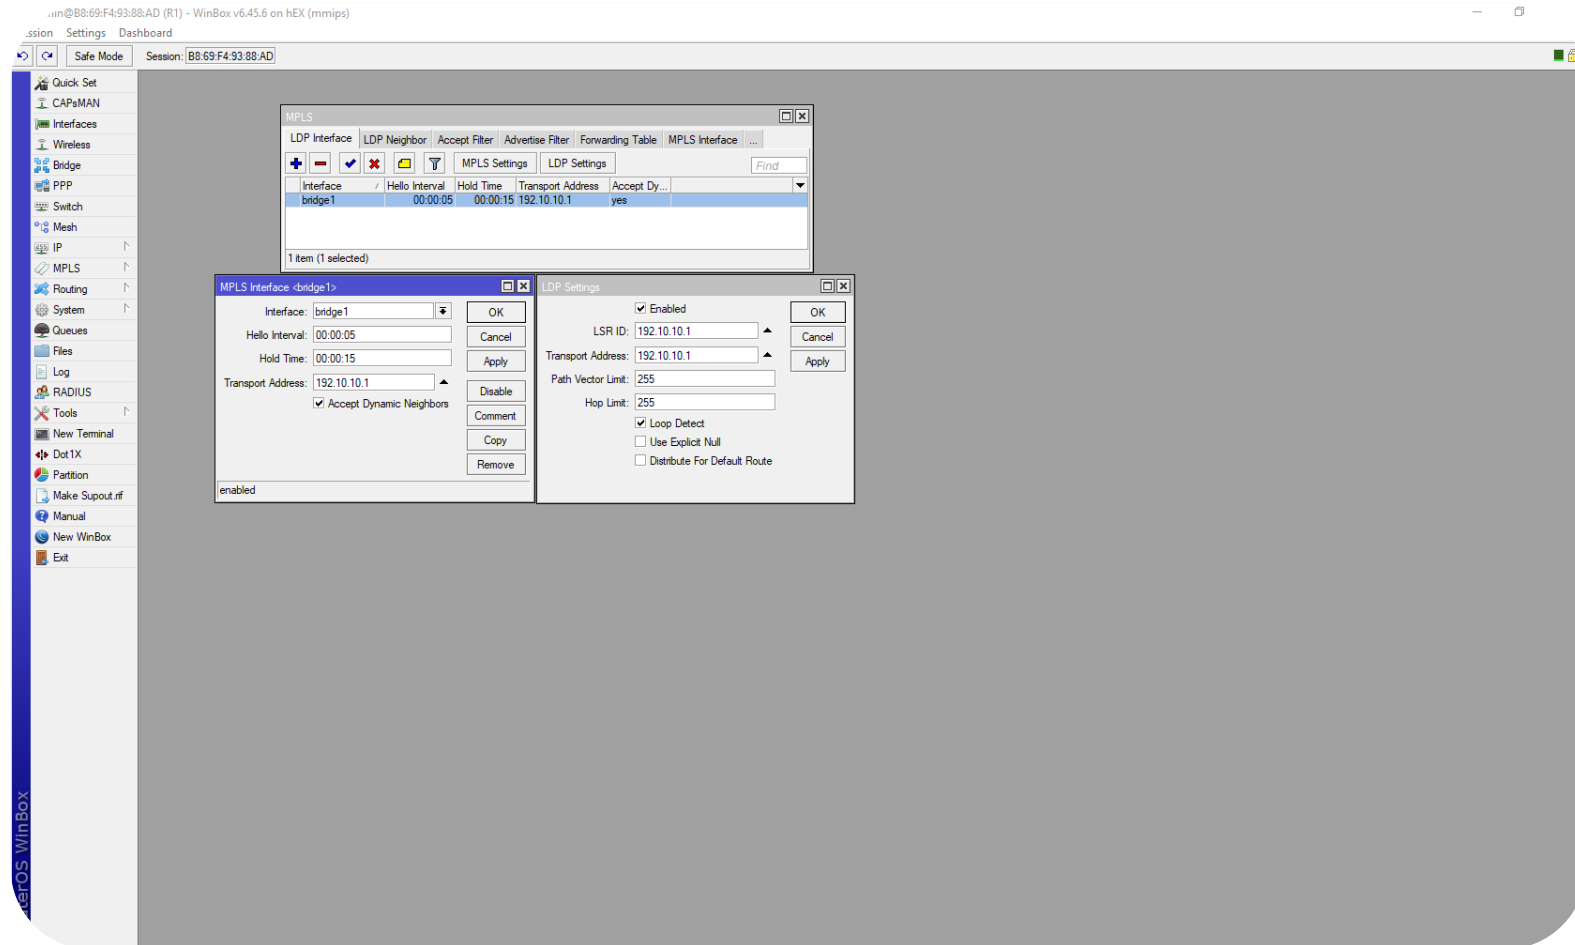 in@B8:69:F4:93:88:AD (R1) - WinBox v6.45.6 on hEX (mmips)
ssion Settings Dashboard
Safe Mode Session: B8:69:F4:93:88:AD
Quick Set
CAPsMAN
Interfaces
Wireless
Bridge
PPP
Switch
Mesh
IP
MPLS
Routing
System
Queues
Files
Log
RADIUS
Tools
New Terminal
Dot1X
Partition
Make Supout.rif
Manual
New WinBox
Exit
terOS WinBox
MPLS
LDP Interface LDP Neighbor Accept Filter Advertise Filter Forwarding Table MPLS Interface ...
MPLS Settings LDP Settings Find
Interface / Hello Interval Hold Time Transport Address Accept Dy...
bridge1 00:00:05 00:00:15 192.10.10.1 yes
1 item (1 selected)
MPLS Interface <bridge1>
Interface: bridge1 OK
Hello Interval: 00:00:05 Cancel
Hold Time: 00:00:15 Apply
Transport Address: 192.10.10.1 Disable
Accept Dynamic Neighbors
Comment
Copy
Remove
enabled
LDP Settings
Enabled OK
LSR ID: 192.10.10.1 Cancel
Transport Address: 192.10.10.1 Apply
Path Vector Limit: 255
Hop Limit: 255
Loop Detect
Use Explicit Null
Distribute For Default Route